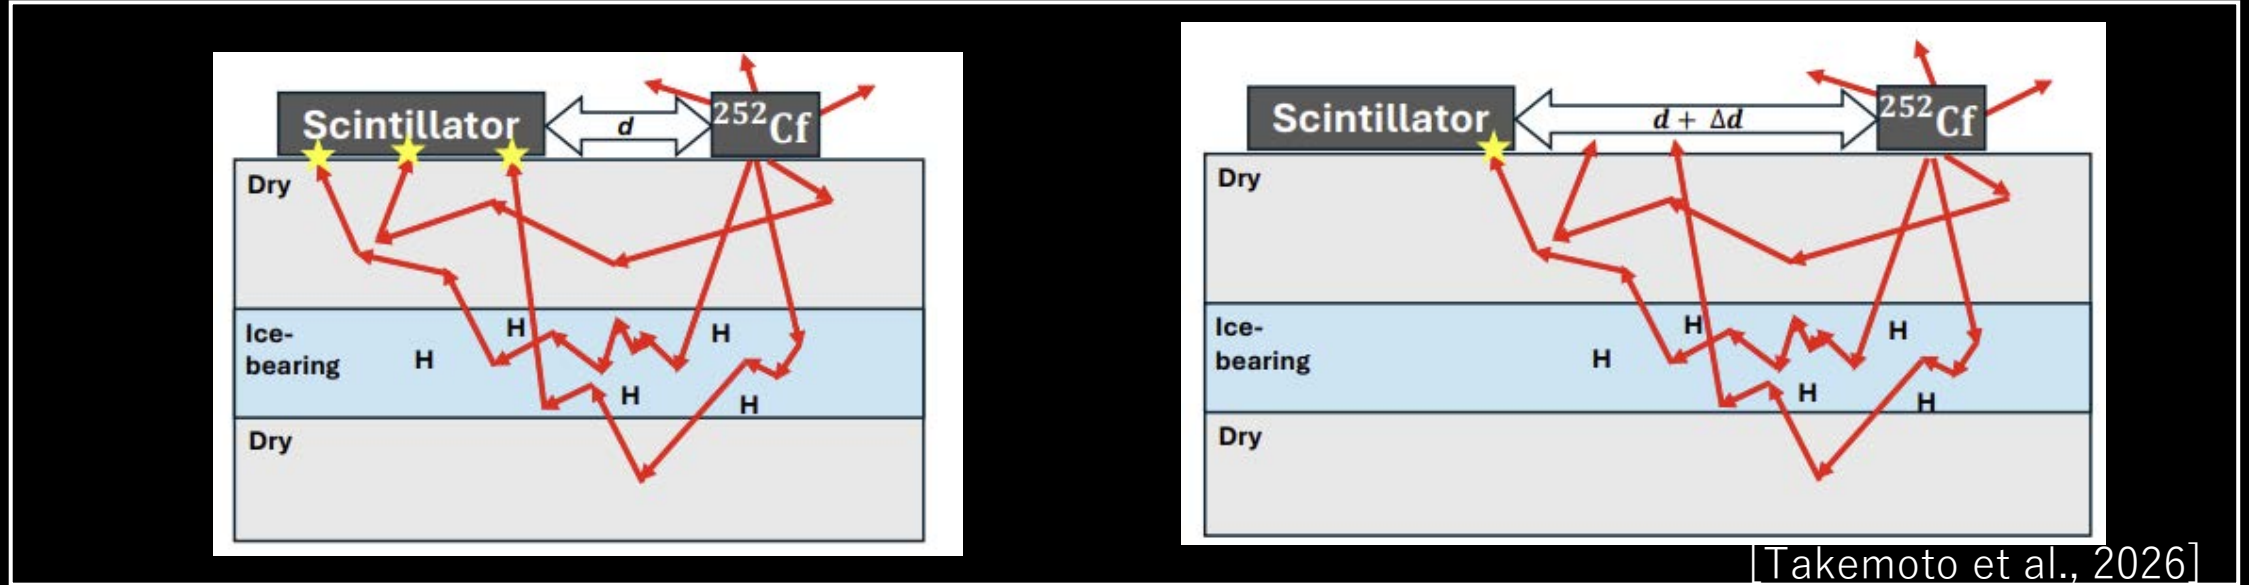 Scintillator
d
²⁵²Cf
Dry
Ice-
bearing
H
H
H
H
H
Dry
Scintillator
d + Δd
²⁵²Cf
Dry
Ice-
bearing
H
H
H
H
H
Dry
[Takemoto et al., 2026]